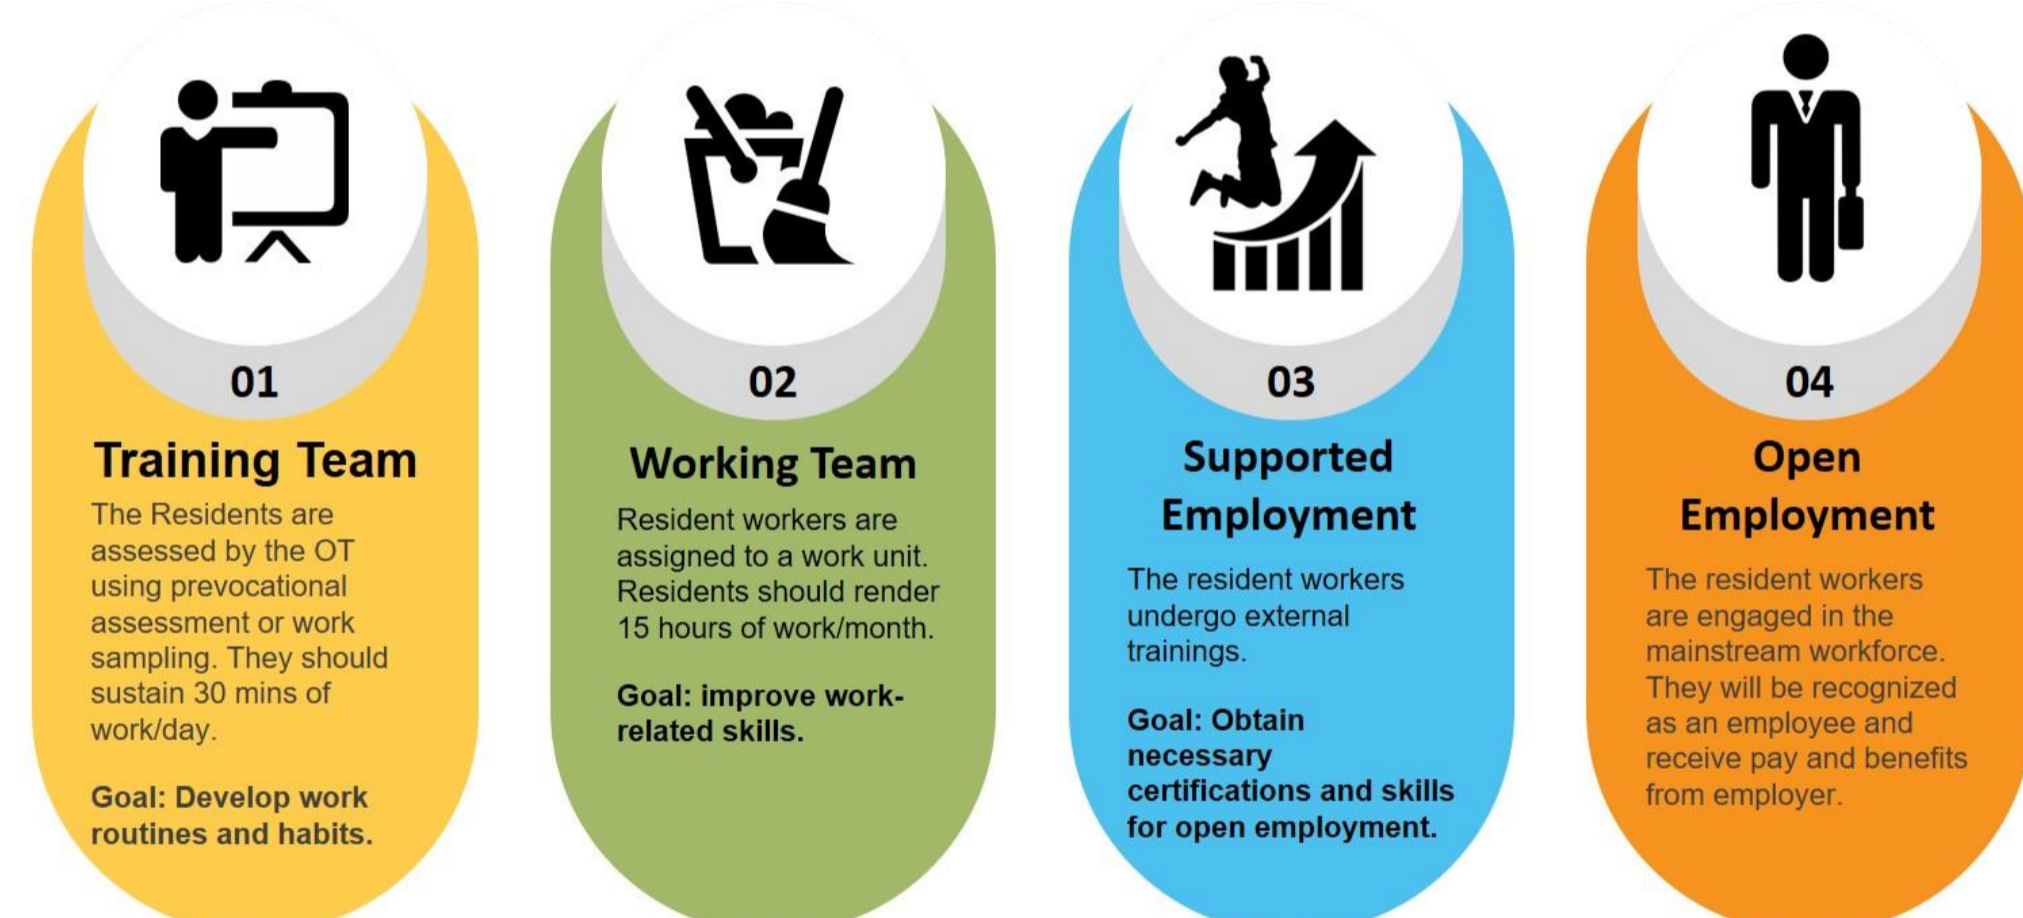 01
Training Team
The Residents are
assessed by the OT
using prevocational
assessment or work
sampling. They should
sustain 30 mins of
work/day.
Goal: Develop work
routines and habits.
02
Working Team
Resident workers are
assigned to a work unit.
Residents should render
15 hours of work/month.
Goal: improve work-
related skills.
03
Supported
Employment
The resident workers
undergo external
trainings.
Goal: Obtain
necessary
certifications and skills
for open employment.
04
Open
Employment
The resident workers
are engaged in the
mainstream workforce.
They will be recognized
as an employee and
receive pay and benefits
from employer.